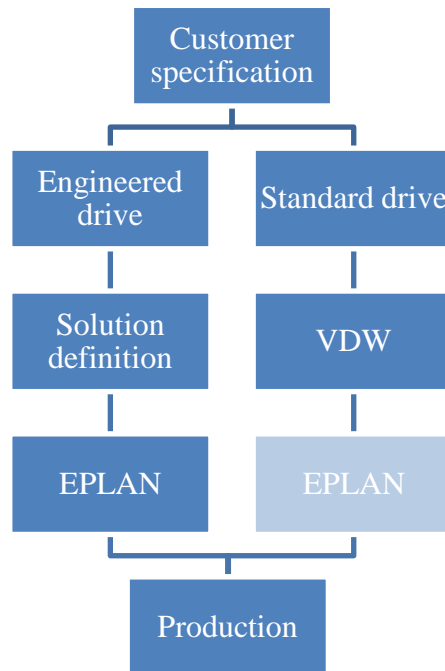 Customer
specification
Engineered
drive
Standard drive
Solution
definition
VDW
EPLAN
EPLAN
Production